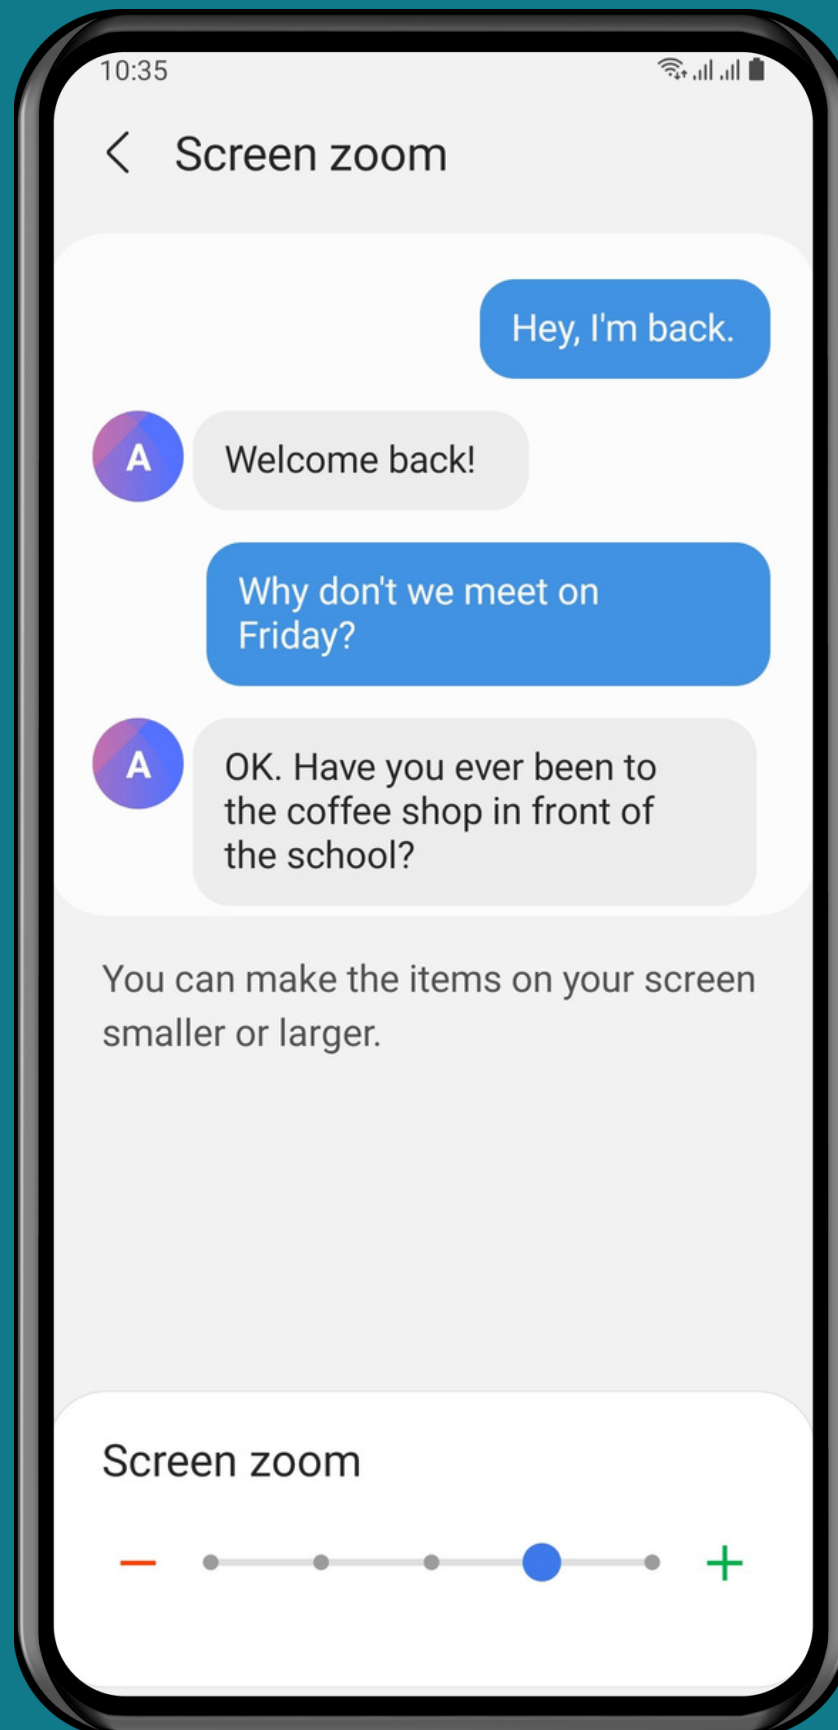 10:35
Screen zoom
Hey, I'm back.
A
Welcome back!
Why don't we meet on
Friday?
A
OK. Have you ever been to
the coffee shop in front of
the school?
You can make the items on your screen
smaller or larger.
Screen zoom